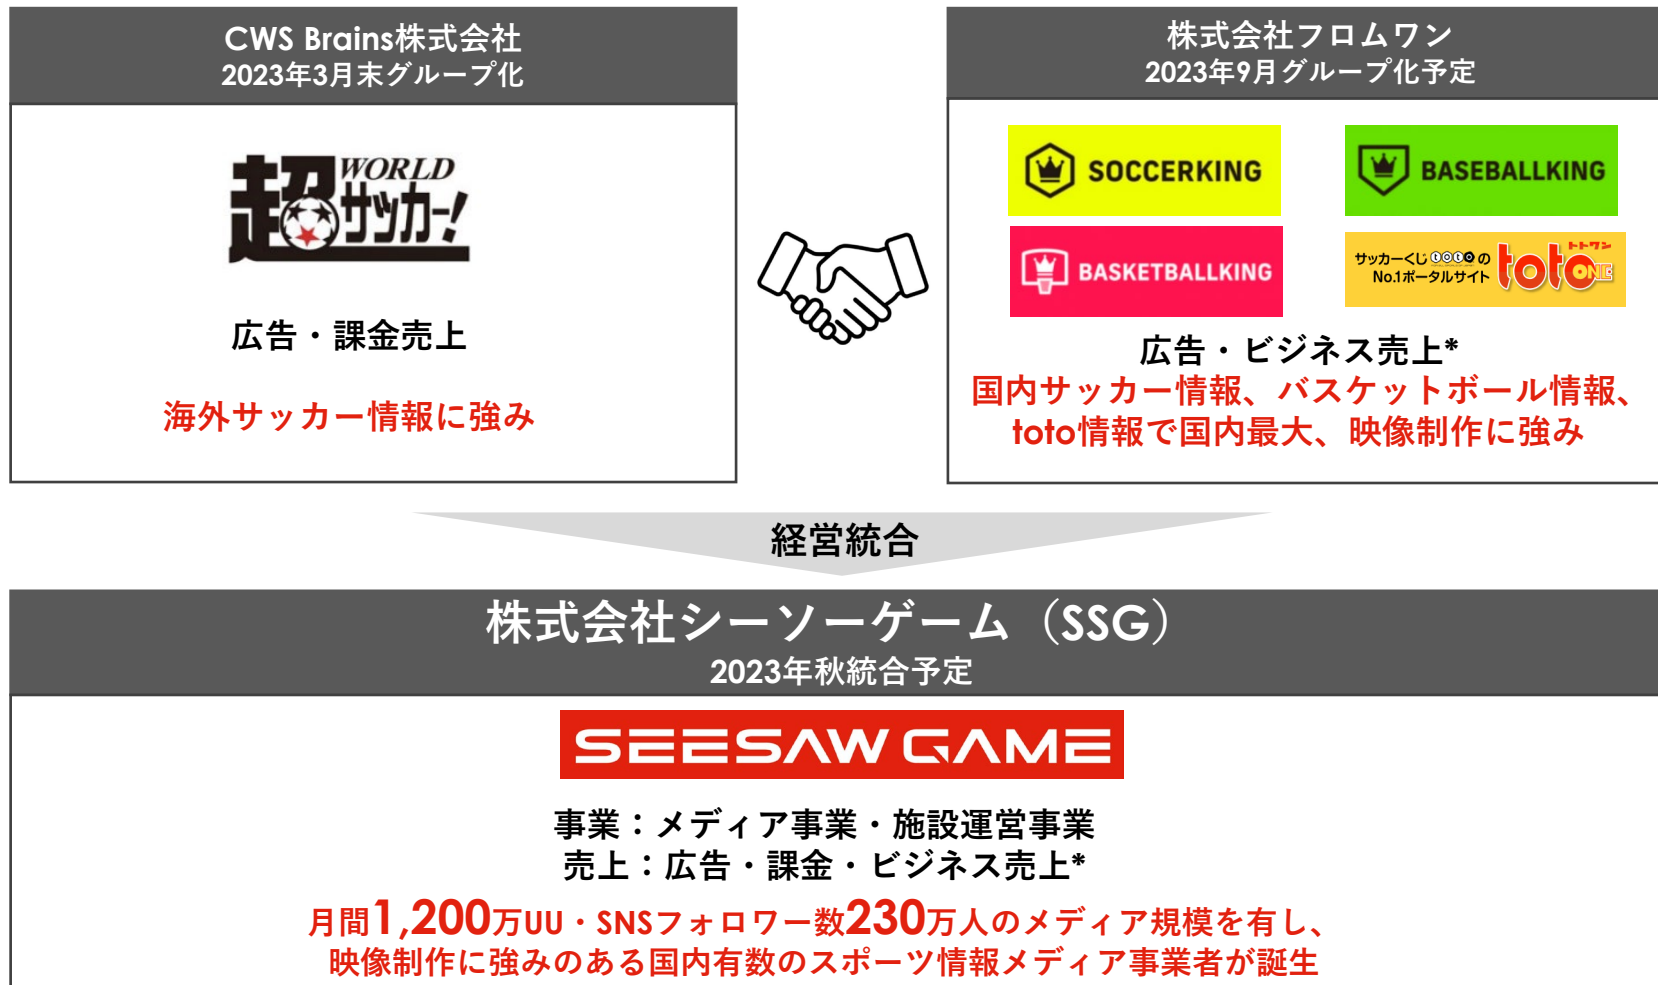 CWS Brains株式会社
2023年3月末グループ化
超WORLDサッカー!
広告・課金売上
海外サッカー情報に強み
株式会社フロムワン
2023年9月グループ化予定
SOCCERKING
BASEBALLKING
BASKETBALLKING
サッカーくじtotoの
No.1ポータルサイト
トトワン
toto ONE
広告・ビジネス売上*
国内サッカー情報、バスケットボール情報、
toto情報で国内最大、映像制作に強み
経営統合
株式会社シーソーゲーム（SSG）
2023年秋統合予定
SEESAW GAME
事業：メディア事業・施設運営事業
売上：広告・課金・ビジネス売上*
月間1,200万UU・SNSフォロワー数230万人のメディア規模を有し、
映像制作に強みのある国内有数のスポーツ情報メディア事業者が誕生